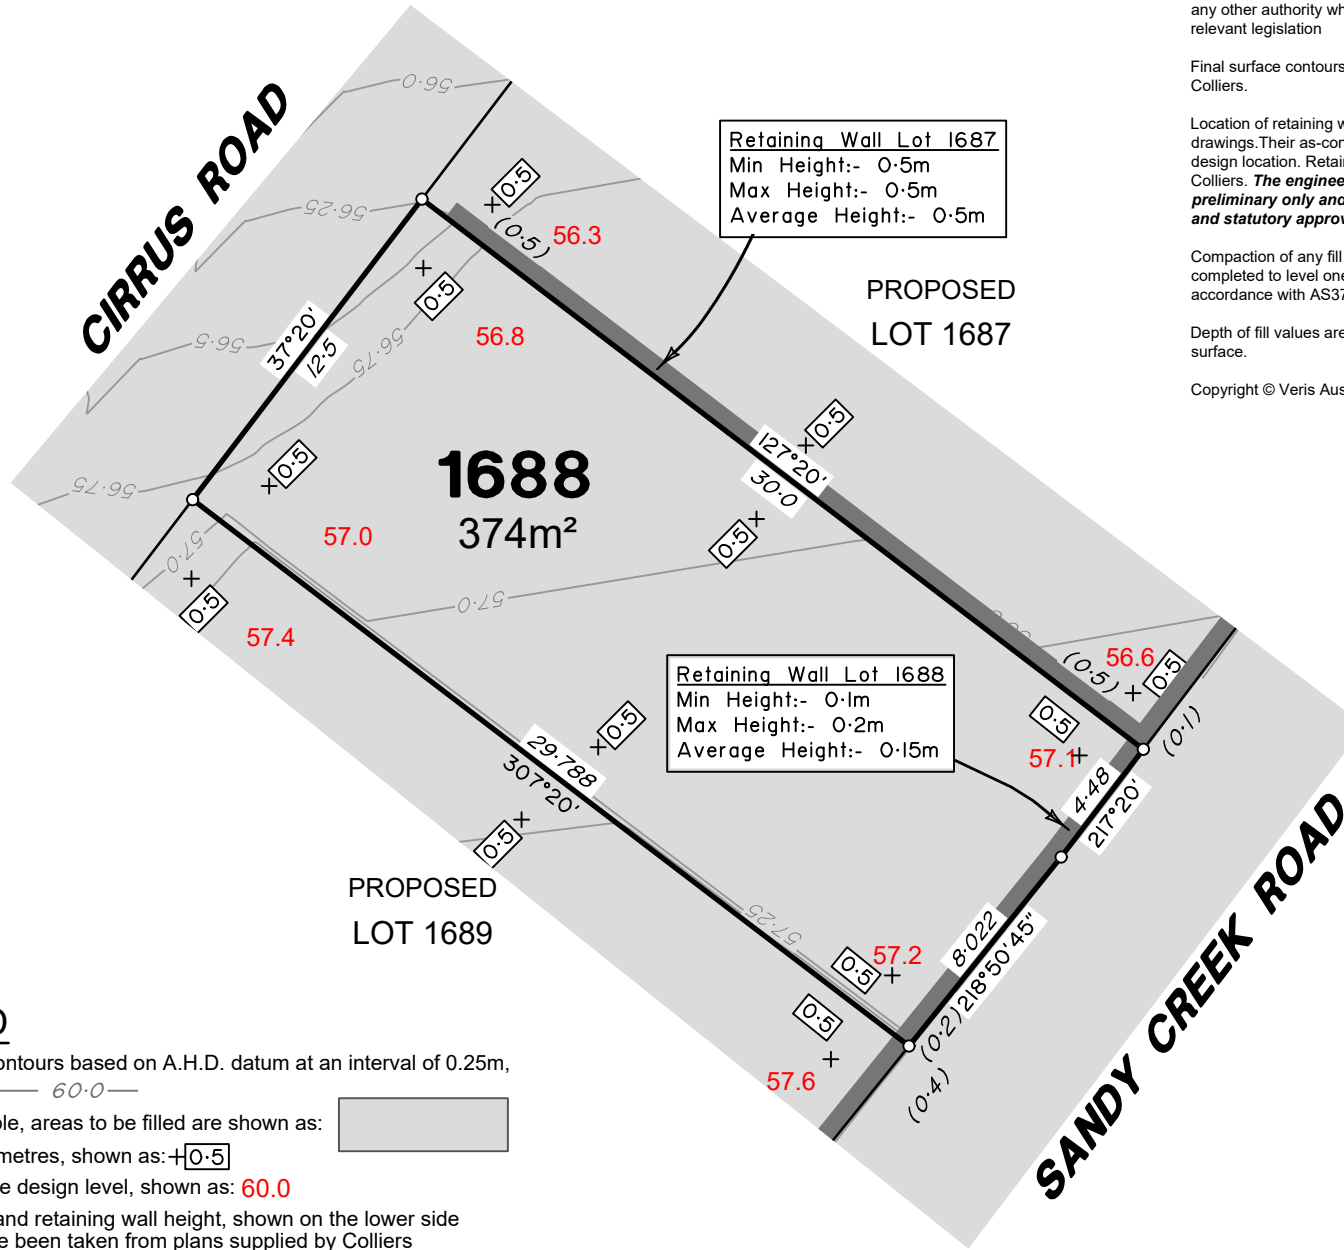 any other authority wh
relevant legislation
Final surface contours
Colliers.
Location of retaining w
drawings.Their as-con
design location. Retai
Colliers. The enginee
preliminary only and
and statutory approv
Compaction of any fill
completed to level one
accordance with AS37
Depth of fill values are
surface.
Copyright © Veris Aus
CIRRUS ROAD
56·0
56·25
56·5
56·75
56·75
57·0
37°20'
12·5
0·5
(0·5)
56.3
0·5
56.8
Retaining Wall Lot 1687
Min Height:- 0·5m
Max Height:- 0·5m
Average Height:- 0·5m
PROPOSED
LOT 1687
0·5
127°20'
30·0
0·5
1688
374m²
0·5
57.0
57·0
0·5
57.4
Retaining Wall Lot 1688
Min Height:- 0·1m
Max Height:- 0·2m
Average Height:- 0·15m
(0·5)
56.6
0·5
0·5
57.1
(0·1)
4·48
217°20'
0·5
29·788
307°20'
0·5
PROPOSED
LOT 1689
57·25
57.2
0·5
8·022
218°50'45"
(0·2)
0·5
57.6
(0·4)
SANDY CREEK ROAD
D
ontours based on A.H.D. datum at an interval of 0.25m,
60·0
ole, areas to be filled are shown as:
metres, shown as:+0·5
e design level, shown as: 60.0
and retaining wall height, shown on the lower side
e been taken from plans supplied by Colliers